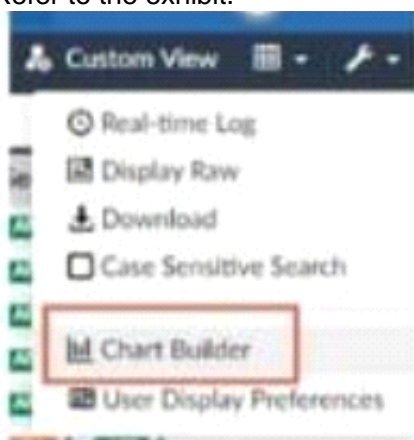 Refer to the exhibit.
Custom View
Real-time Log
Display Raw
Download
Case Sensitive Search
Chart Builder
User Display Preferences